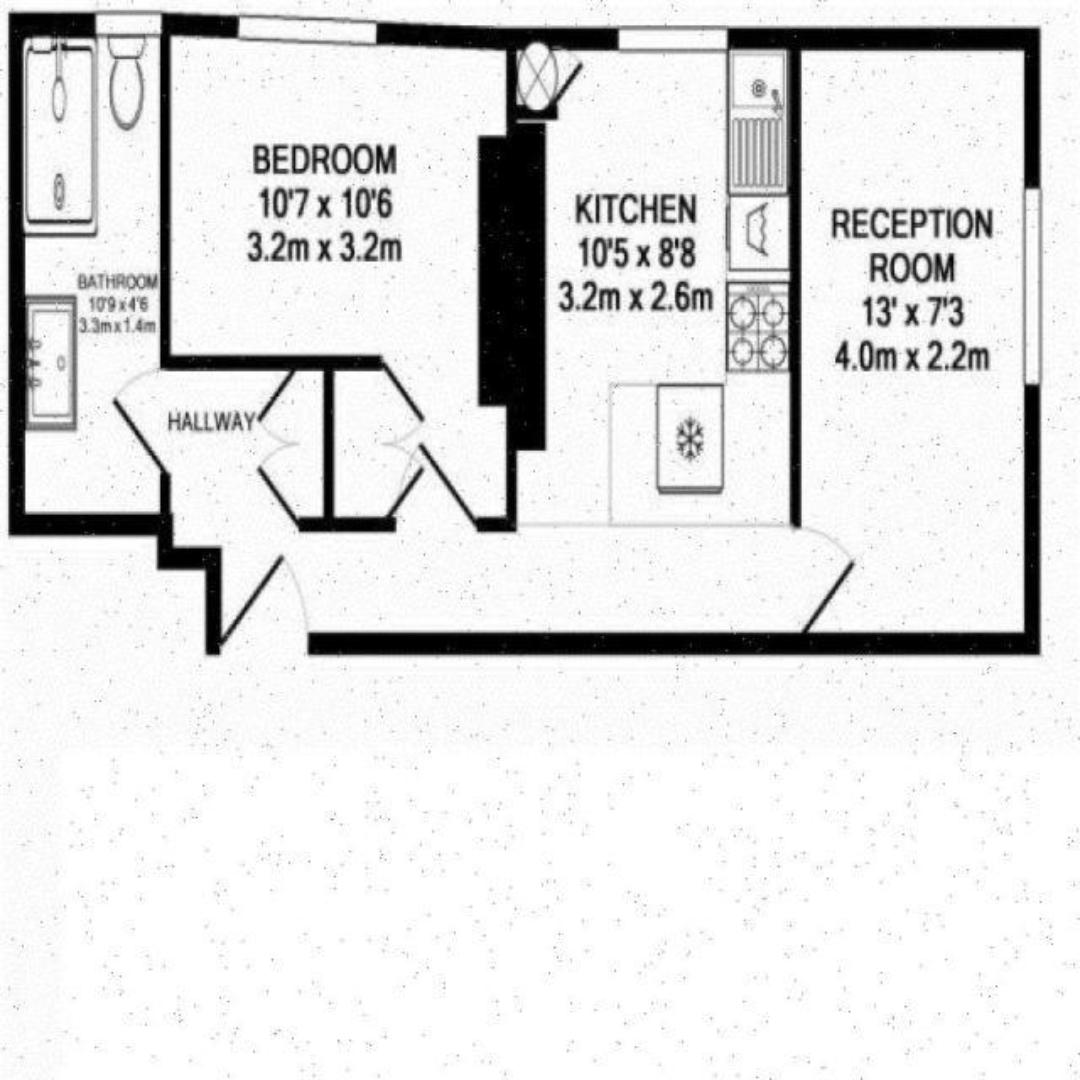 BEDROOM
10'7 x 10'6
3.2m x 3.2m
KITCHEN
10'5 x 8'8
3.2m x 2.6m
RECEPTION
ROOM
13' x 7'3
4.0m x 2.2m
BATHROOM
10'9 x 4'6
3.3m x 1.4m
HALLWAY